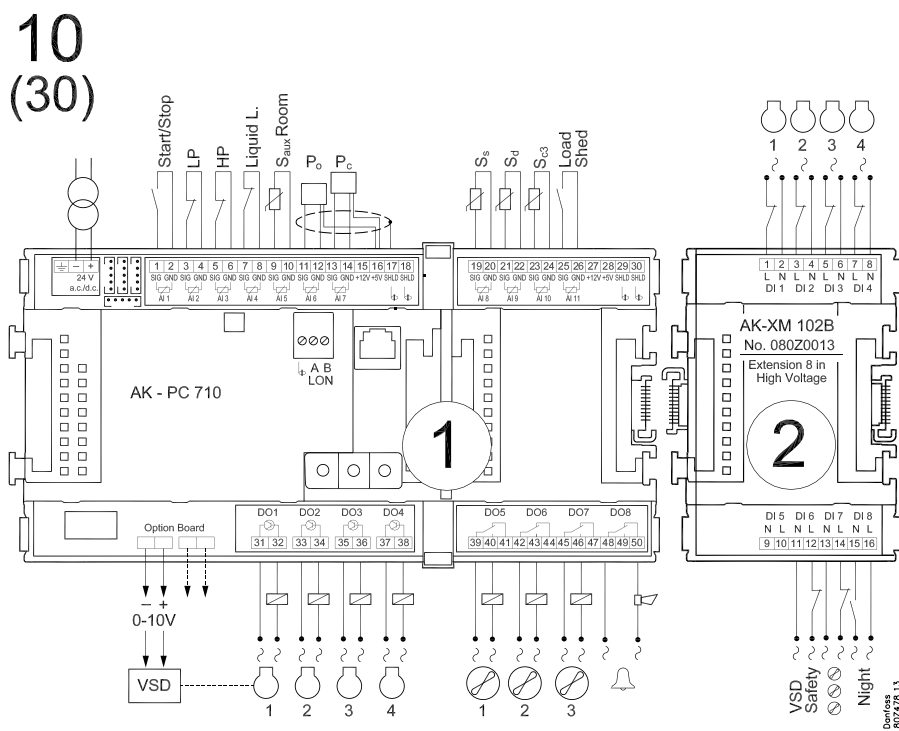 10
(30)
Start/Stop
LP
HP
Liquid L.
Saux Room
Po
Pc
Ss
Sd
Sc3
Load
Shed
1 2 3 4
− +
24 V
a.c./d.c.
1 2 3 4 5 6 7 8 9 10 11 12 13 14 15 16 17 18
SIG GND SIG GND SIG GND SIG GND SIG GND SIG GND SIG GND +12V +5V SHLD SHLD
AI 1 AI 2 AI 3 AI 4 AI 5 AI 6 AI 7
19 20 21 22 23 24 25 26 27 28 29 30
SIG GND SIG GND SIG GND SIG GND +12V +5V SHLD SHLD
AI 8 AI 9 AI 10 AI 11
1 2 3 4 5 6 7 8
L N L N L N L N
DI 1 DI 2 DI 3 DI 4
AK-XM 102B
No. 080Z0013
Extension 8 in
High Voltage
A B
LON
AK - PC 710
1
2
Option Board
DO1 DO2 DO3 DO4
31 32 33 34 35 36 37 38
DO5 DO6 DO7 DO8
39 40 41 42 43 44 45 46 47 48 49 50
DI 5 DI 6 DI 7 DI 8
N L N L N L N L
9 10 11 12 13 14 15 16
− +
0-10V
VSD
1 2 3 4
1 2 3
VSD
Safety
Night
Danfoss
80Z478.13